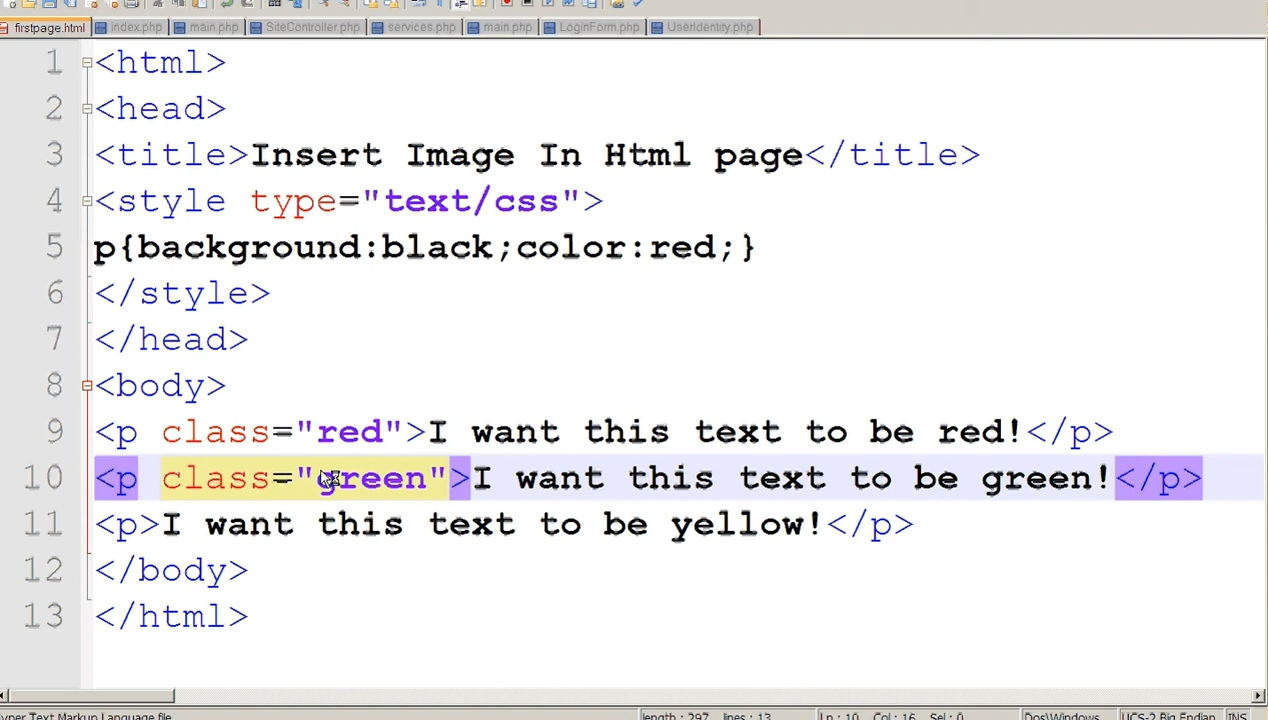 firstpage.html index.php main.php SiteController.php services.php main.php LoginForm.php UserIdentity.php
1 <html>
2 <head>
3 <title>Insert Image In Html page</title>
4 <style type="text/css">
5 p{background:black;color:red;}
6 </style>
7 </head>
8 <body>
9 <p class="red">I want this text to be red!</p>
10 <p class="green">I want this text to be green!</p>
11 <p>I want this text to be yellow!</p>
12 </body>
13 </html>
Text Markup Language file length : 297 lines : 13 Ln : 10 Col : 16 Sel : 0 Dos\Windows UCS-2 Big Endian INS